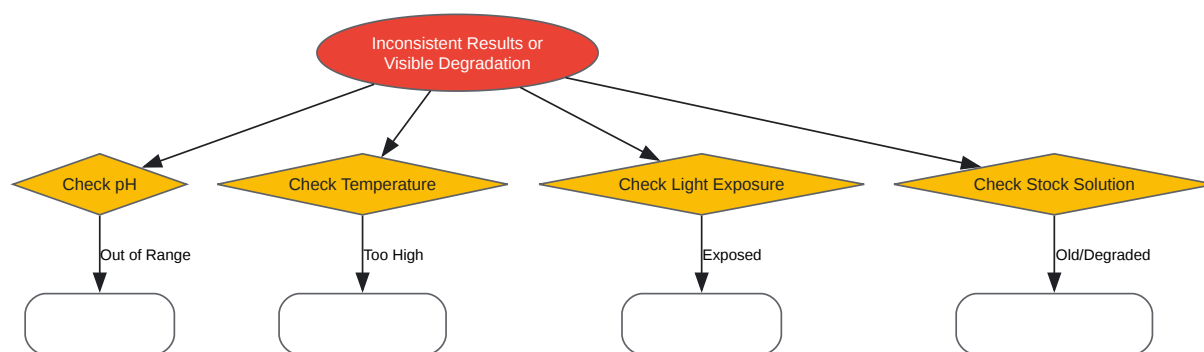 Inconsistent Results or
Visible Degradation
Check pH
Check Temperature
Check Light Exposure
Check Stock Solution
Out of Range
Too High
Exposed
Old/Degraded